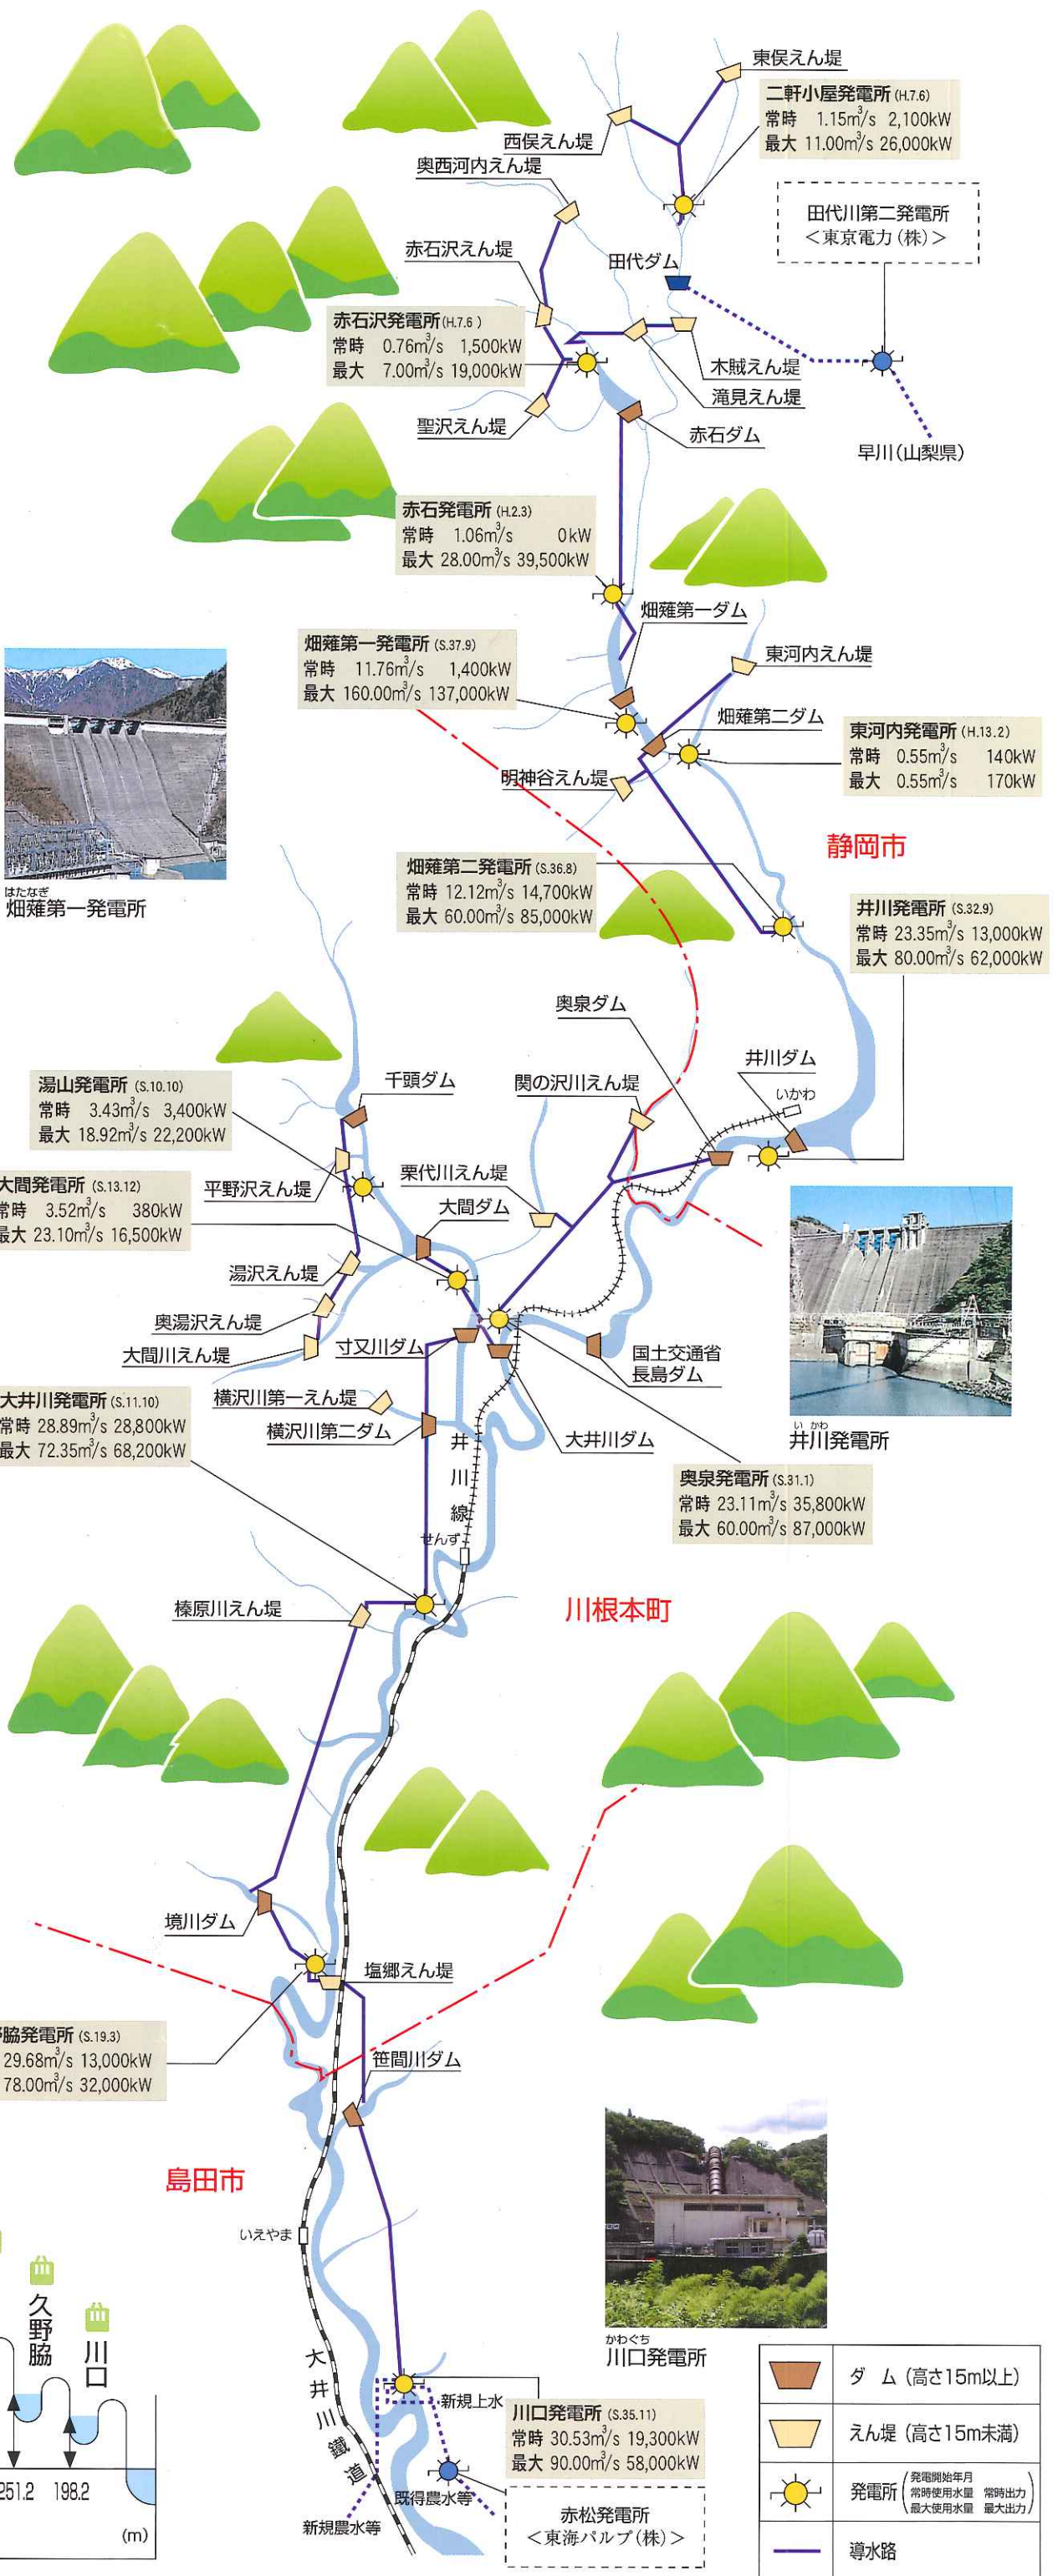 東俣えん堤
二軒小屋発電所 (H.7.6)
常時 1.15m³/s 2,100kW
最大 11.00m³/s 26,000kW
西俣えん堤
奥西河内えん堤
田代川第二発電所
＜東京電力(株)＞
赤石沢えん堤
田代ダム
赤石沢発電所(H.7.6)
常時 0.76m³/s 1,500kW
最大 7.00m³/s 19,000kW
木賊えん堤
滝見えん堤
聖沢えん堤
赤石ダム
早川(山梨県)
赤石発電所 (H.2.3)
常時 1.06m³/s 0kW
最大 28.00m³/s 39,500kW
畑薙第一ダム
畑薙第一発電所 (S.37.9)
常時 11.76m³/s 1,400kW
最大 160.00m³/s 137,000kW
東河内えん堤
畑薙第二ダム
東河内発電所 (H.13.2)
常時 0.55m³/s 140kW
最大 0.55m³/s 170kW
明神谷えん堤
静岡市
はたなぎ
畑薙第一発電所
畑薙第二発電所 (S.36.8)
常時 12.12m³/s 14,700kW
最大 60.00m³/s 85,000kW
井川発電所 (S.32.9)
常時 23.35m³/s 13,000kW
最大 80.00m³/s 62,000kW
奥泉ダム
井川ダム
いかわ
千頭ダム
関の沢川えん堤
湯山発電所 (S.10.10)
常時 3.43m³/s 3,400kW
最大 18.92m³/s 22,200kW
栗代川えん堤
平野沢えん堤
大間ダム
大間発電所 (S.13.12)
常時 3.52m³/s 380kW
最大 23.10m³/s 16,500kW
湯沢えん堤
奥湯沢えん堤
大間川えん堤
寸又川ダム
国土交通省
長島ダム
大井川発電所 (S.11.10)
常時 28.89m³/s 28,800kW
最大 72.35m³/s 68,200kW
横沢川第一えん堤
横沢川第二ダム
大井川ダム
い かわ
井川発電所
井川線
奥泉発電所 (S.31.1)
常時 23.11m³/s 35,800kW
最大 60.00m³/s 87,000kW
せんず
榛原川えん堤
川根本町
境川ダム
塩郷えん堤
脇発電所 (S.19.3)
29.68m³/s 13,000kW
78.00m³/s 32,000kW
笹間川ダム
島田市
いえやま
久野脇
川口
251.2 198.2
(m)
かわぐち
川口発電所
大井川鐵道
新規上水
川口発電所 (S.35.11)
常時 30.53m³/s 19,300kW
最大 90.00m³/s 58,000kW
既得農水等
新規農水等
赤松発電所
＜東海パルプ(株)＞
ダ ム (高さ15m以上)
えん堤 (高さ15m未満)
発電所
発電開始年月
常時使用水量 常時出力
最大使用水量 最大出力
導水路